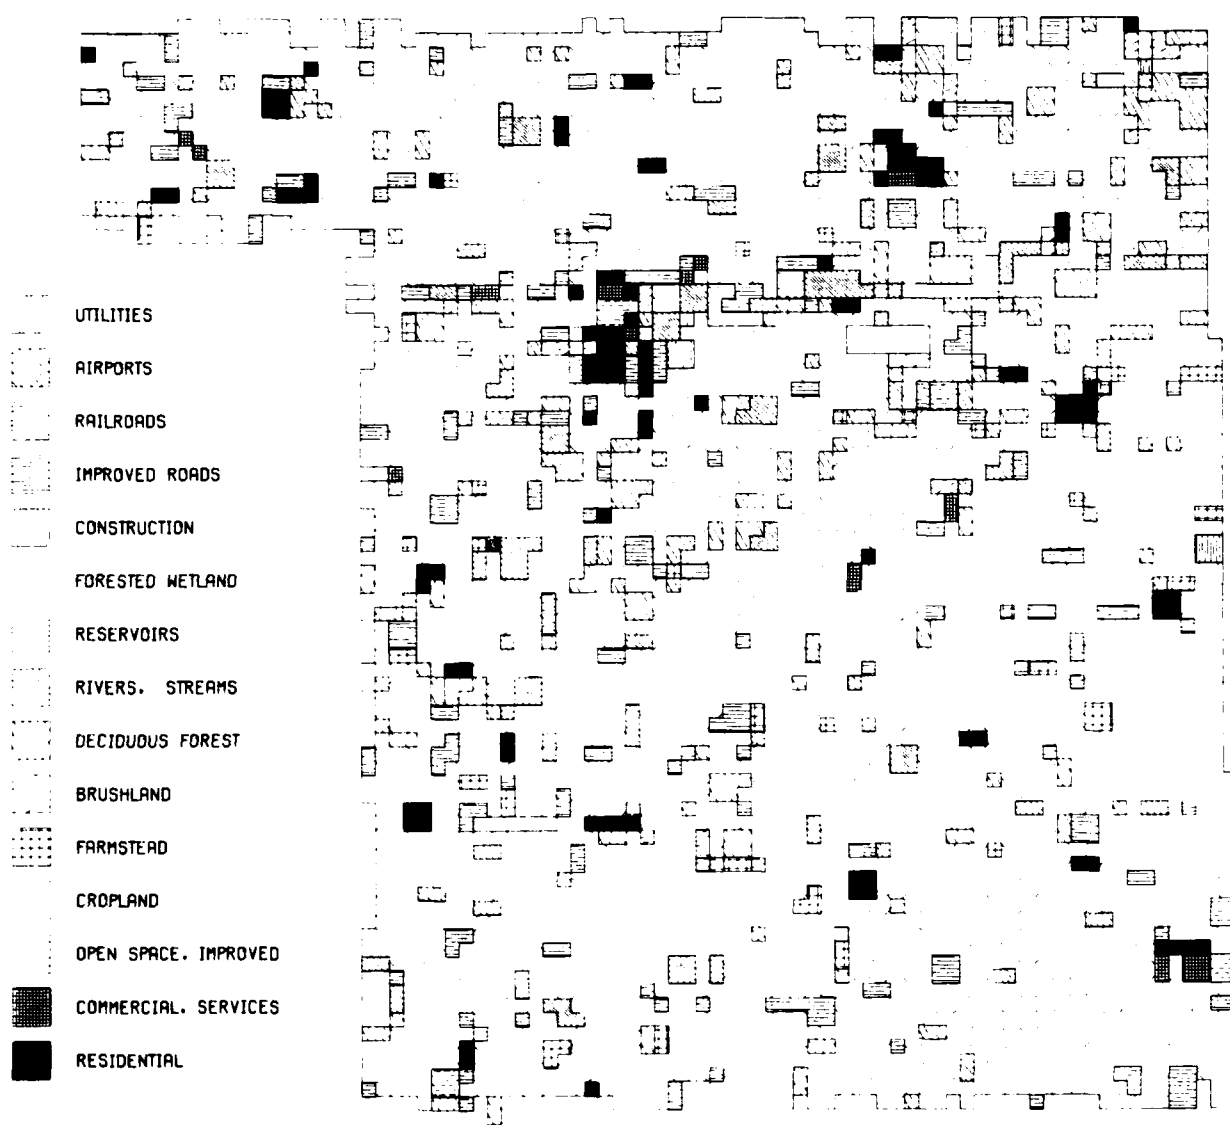 UTILITIES
AIRPORTS
RAILROADS
IMPROVED ROADS
CONSTRUCTION
FORESTED WETLAND
RESERVOIRS
RIVERS. STREAMS
DECIDUOUS FOREST
BRUSHLAND
FARMSTEAD
CROPLAND
OPEN SPACE. IMPROVED
COMMERCIAL. SERVICES
RESIDENTIAL